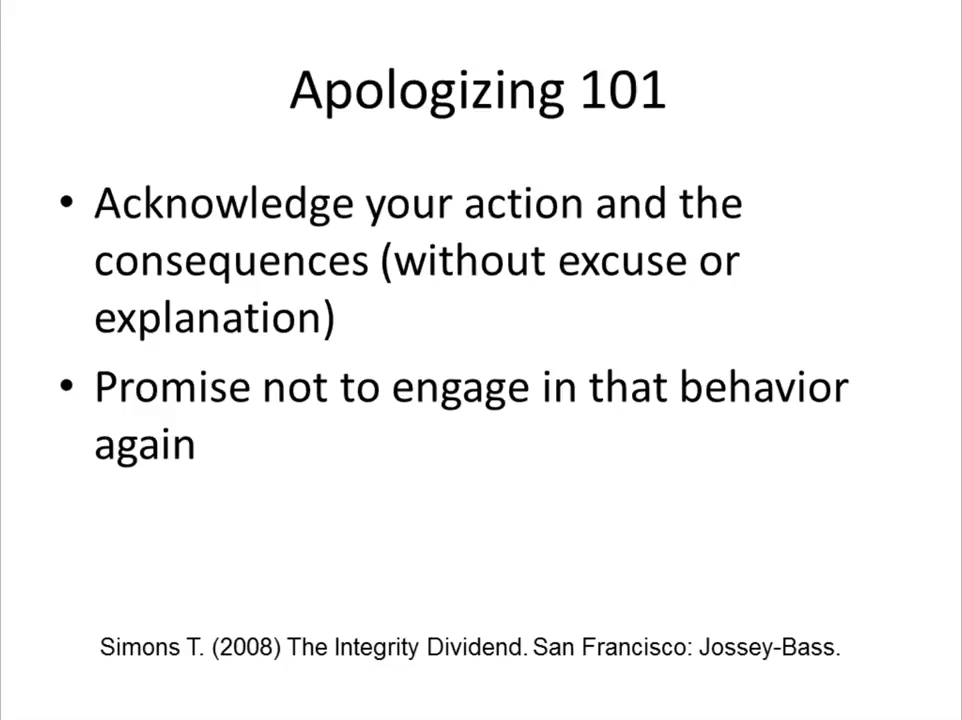 Apologizing 101
• Acknowledge your action and the
consequences (without excuse or
explanation)
• Promise not to engage in that behavior
again
Simons T. (2008) The Integrity Dividend. San Francisco: Jossey-Bass.